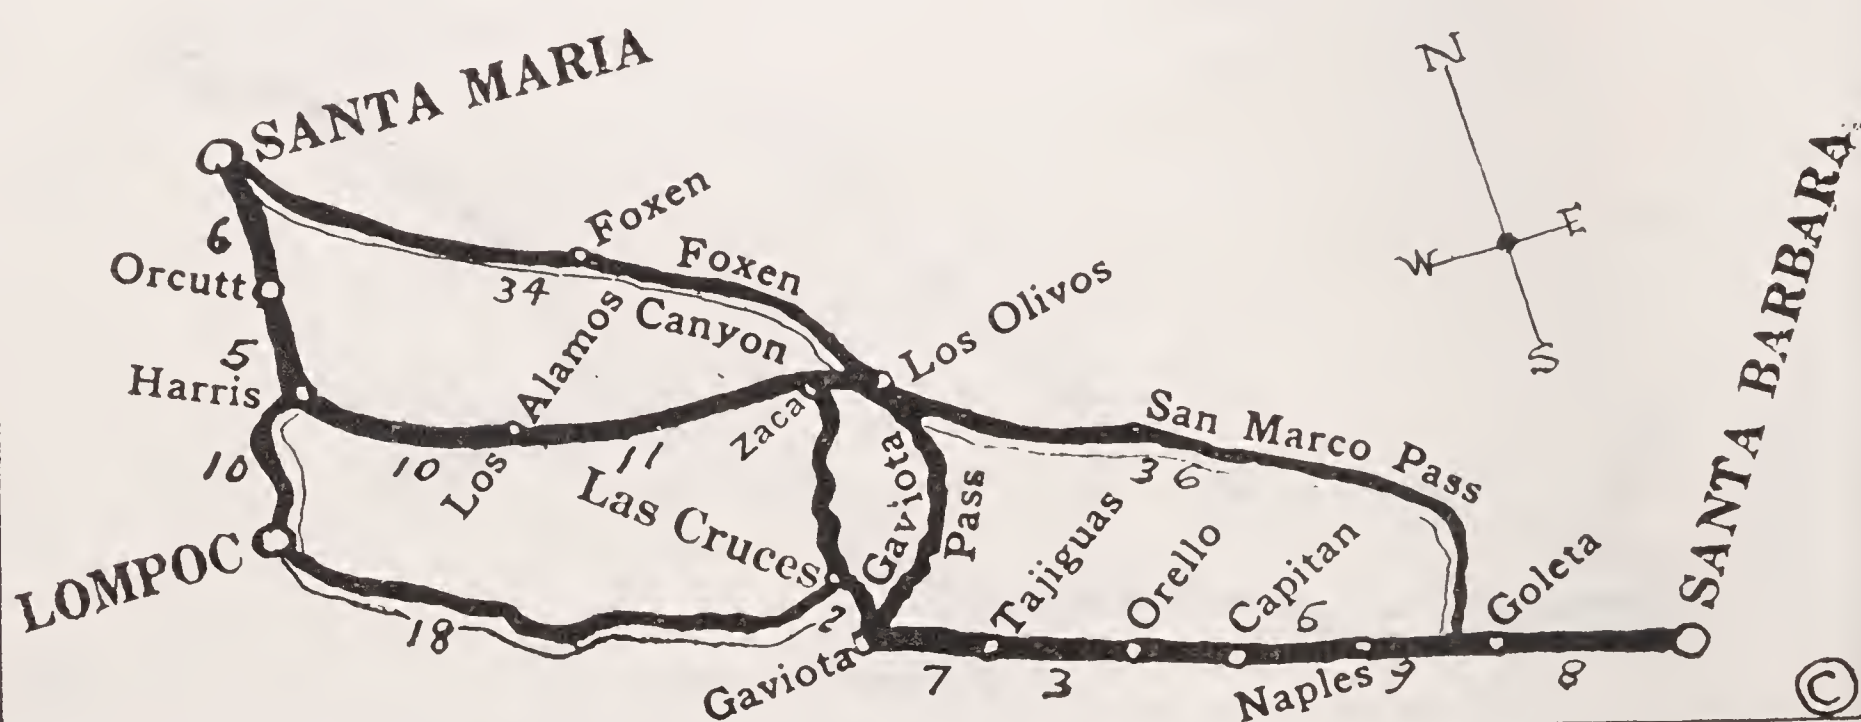 SANTA MARIA
N
W
E
S
6
Orcutt
5
Harris
Foxen
34
Foxen
Canyon
Los Olivos
Los Alamos
10
10
11
Zaca
Las Cruces
LOMPOC
18
2
Gaviota
Gaviota Pass
San Marco Pass
36
Tajiguas
Orello
Capitan
6
Goleta
7
3
Naples
9
8
SANTA BARBARA
©